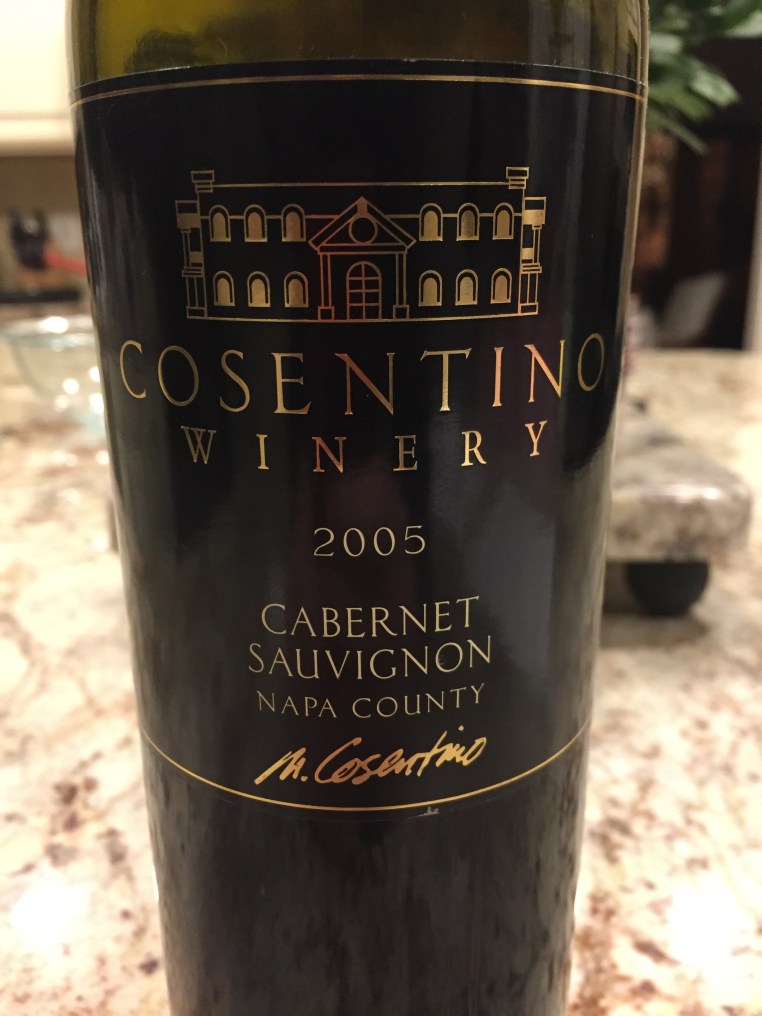 COSENTINO
WINERY
2005
CABERNET
SAUVIGNON
NAPA COUNTY
M. Cosentino